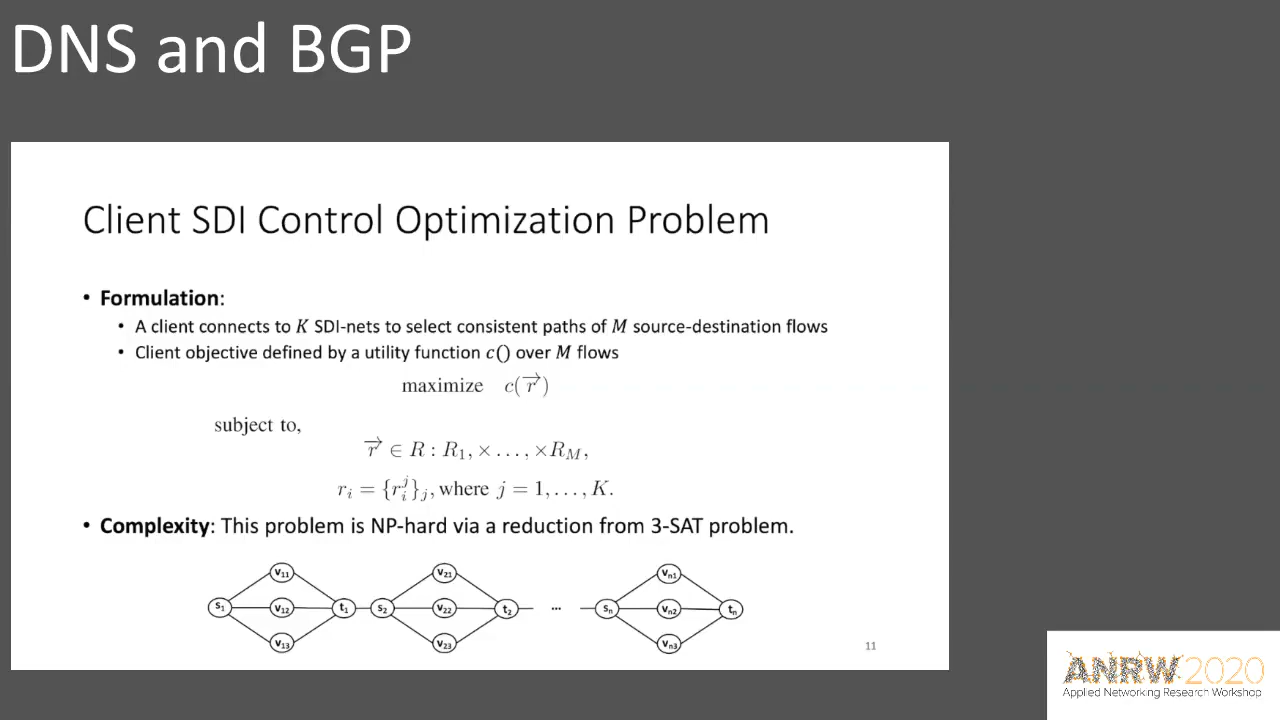 DNS and BGP
Client SDI Control Optimization Problem
• Formulation:
• A client connects to K SDI-nets to select consistent paths of M source-destination flows
• Client objective defined by a utility function c() over M flows
maximize c(r⃗)
subject to,
r⃗ ∈ R : R₁, × . . . , ×R_M,
rᵢ = {rᵢʲ}ⱼ, where j = 1, . . . , K.
• Complexity: This problem is NP-hard via a reduction from 3-SAT problem.
v₁₁ v₂₁ vₙ₁
s₁ v₁₂ t₁ s₂ v₂₂ t₂ ... sₙ vₙ₂ tₙ
v₁₃ v₂₃ vₙ₃
11
ANRW2020
Applied Networking Research Workshop